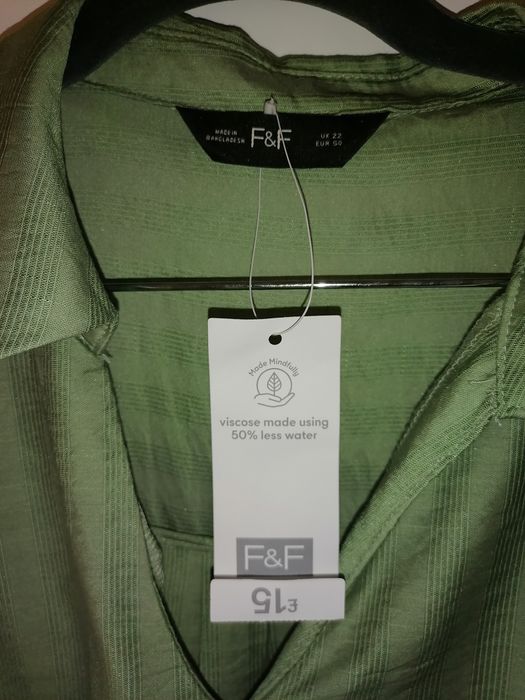 MADE IN
BANGLADESH
F&F
UK 22
EUR 50
Made Mindfully
viscose made using
50% less water
F&F
£15